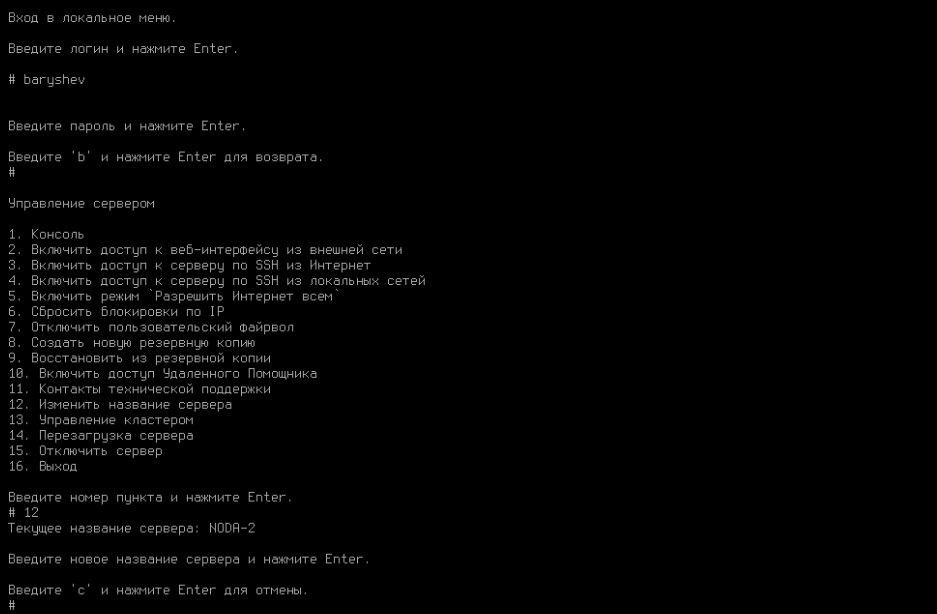 Вход в локальное меню.
Введите логин и нажмите Enter.
# baryshev
Введите пароль и нажмите Enter.
Введите 'b' и нажмите Enter для возврата.
#
Управление сервером
1. Консоль
2. Включить доступ к веб-интерфейсу из внешней сети
3. Включить доступ к серверу по SSH из Интернет
4. Включить доступ к серверу по SSH из локальных сетей
5. Включить режим `Разрешить Интернет всем`
6. Сбросить блокировки по IP
7. Отключить пользовательский файрвол
8. Создать новую резервную копию
9. Восстановить из резервной копии
10. Включить доступ Удаленного Помощника
11. Контакты технической поддержки
12. Изменить название сервера
13. Управление кластером
14. Перезагрузка сервера
15. Отключить сервер
16. Выход
Введите номер пункта и нажмите Enter.
# 12
Текущее название сервера: NODA-2
Введите новое название сервера и нажмите Enter.
Введите 'c' и нажмите Enter для отмены.
#